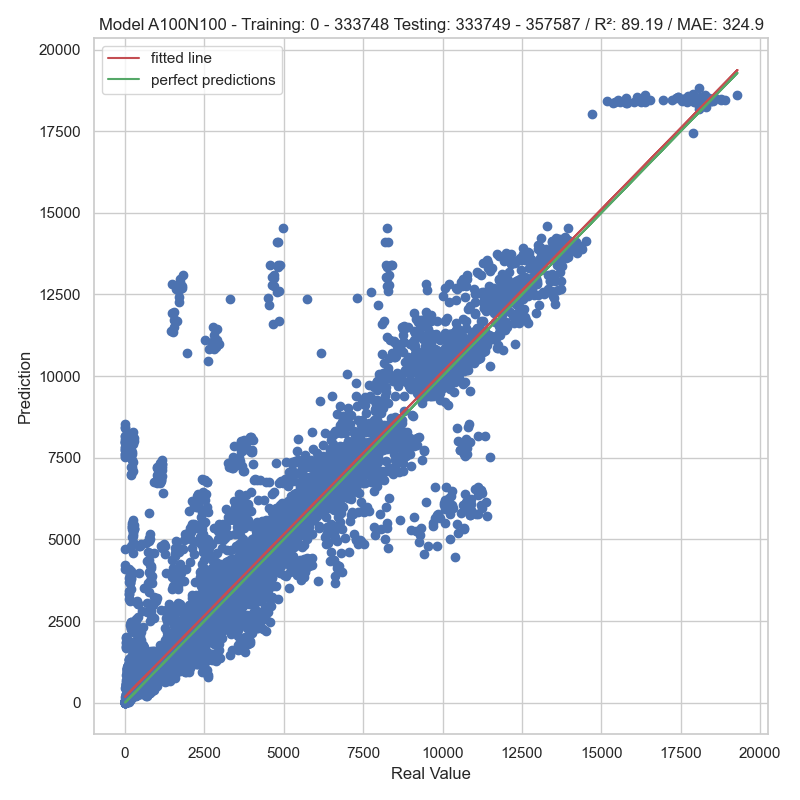 Model A100N100 - Training: 0 - 333748 Testing: 333749 - 357587 / R²: 89.19 / MAE: 324.9
fitted line
perfect predictions
20000
17500
15000
12500
10000
7500
5000
2500
0
Prediction
0 2500 5000 7500 10000 12500 15000 17500 20000
Real Value